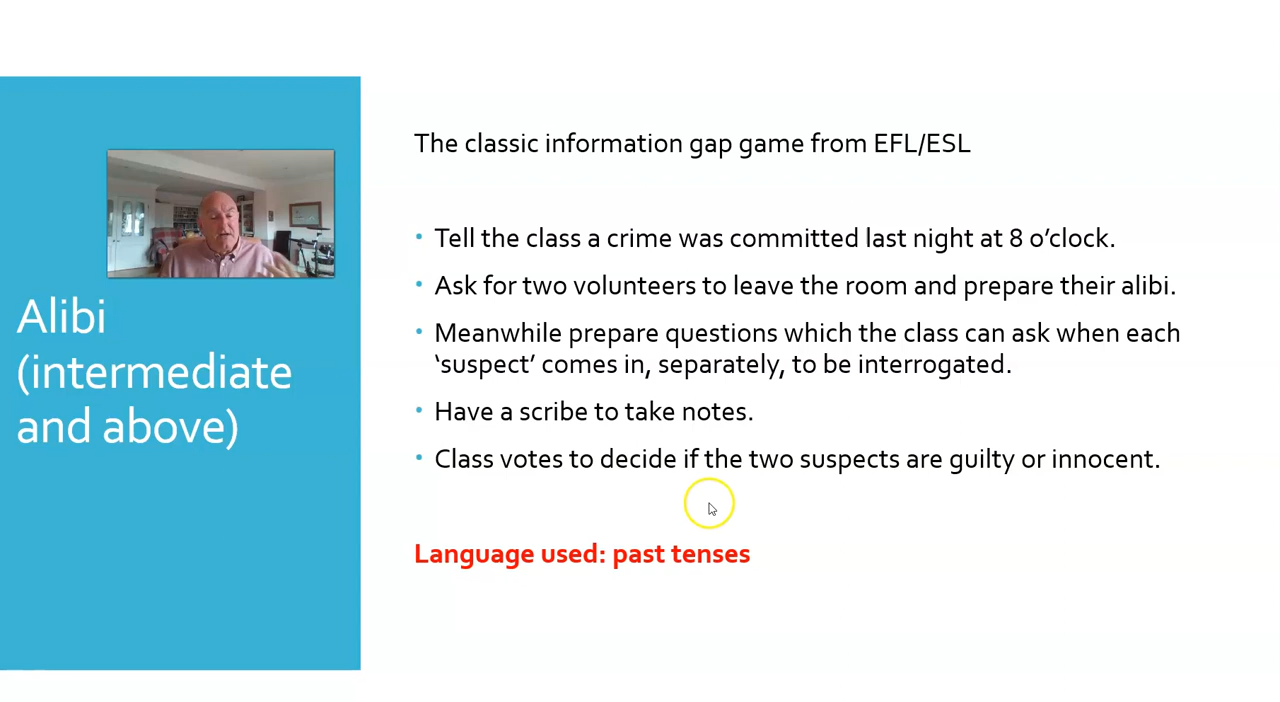 Alibi
(intermediate
and above)
The classic information gap game from EFL/ESL
• Tell the class a crime was committed last night at 8 o’clock.
• Ask for two volunteers to leave the room and prepare their alibi.
• Meanwhile prepare questions which the class can ask when each
‘suspect’ comes in, separately, to be interrogated.
• Have a scribe to take notes.
• Class votes to decide if the two suspects are guilty or innocent.
Language used: past tenses